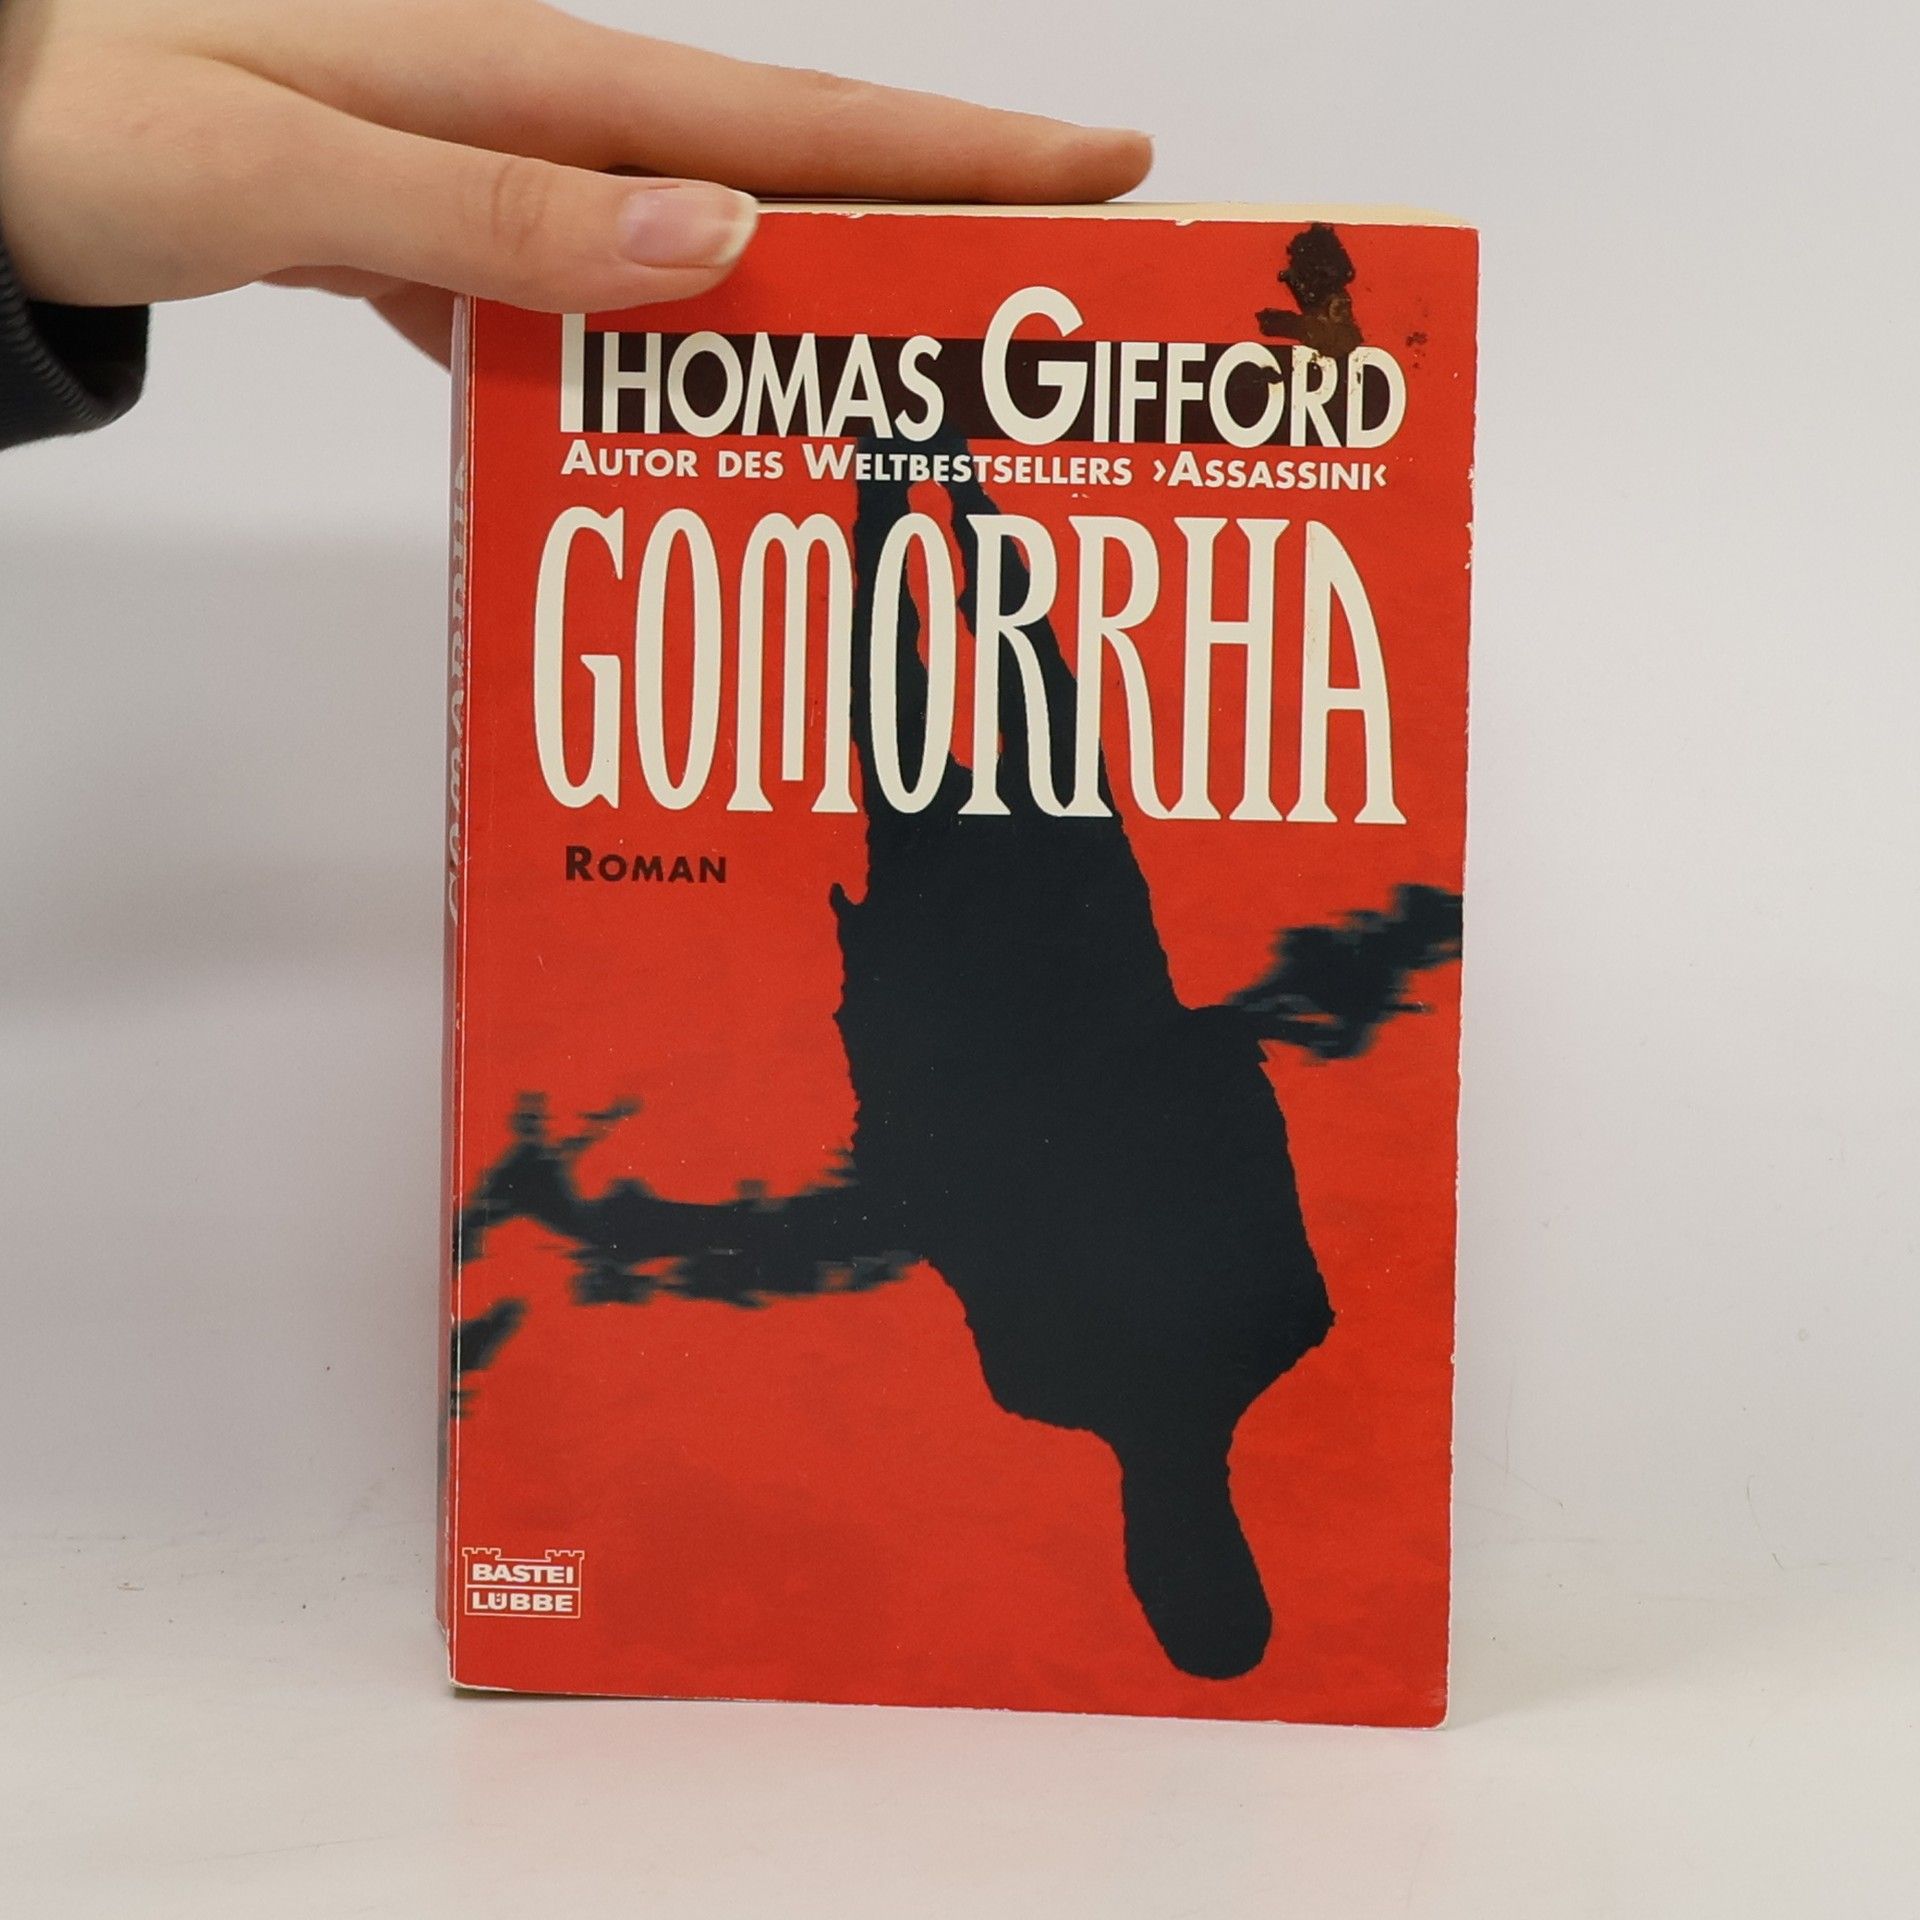 THOMAS GIFFORD
AUTOR DES WELTBESTSELLERS ›ASSASSINI‹
GOMORRHA
ROMAN
BASTEI
LÜBBE